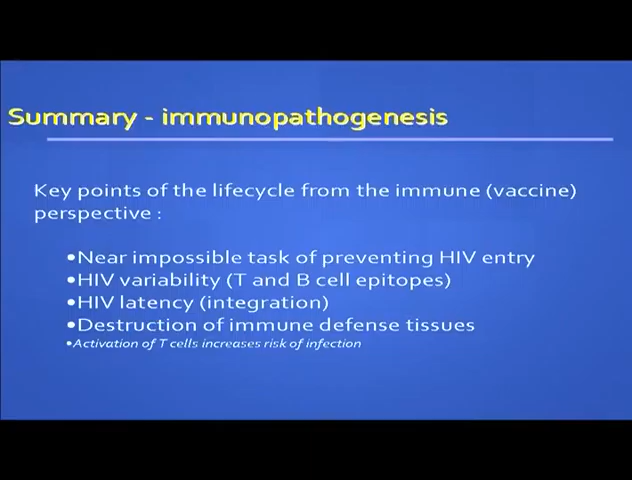 Summary - immunopathogenesis
Key points of the lifecycle from the immune (vaccine)
perspective :
•Near impossible task of preventing HIV entry
•HIV variability (T and B cell epitopes)
•HIV latency (integration)
•Destruction of immune defense tissues
•Activation of T cells increases risk of infection